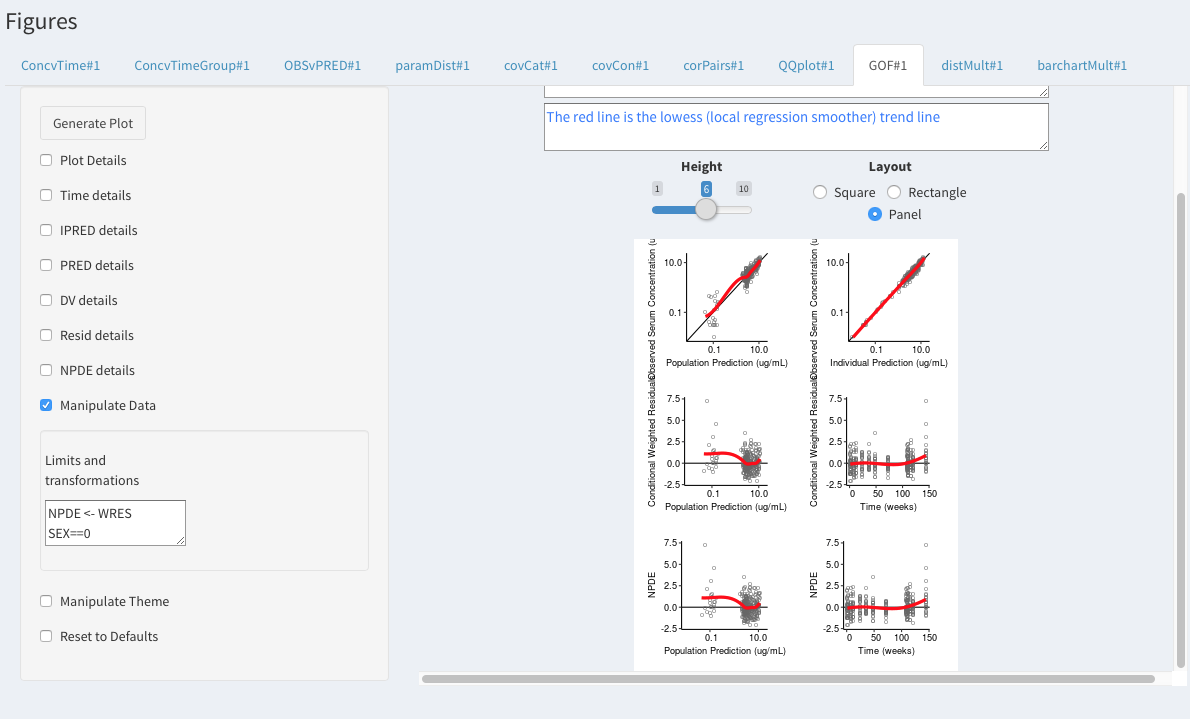 Figures
ConcvTime#1
ConcvTimeGroup#1
OBSvPRED#1
paramDist#1
covCat#1
covCon#1
corPairs#1
QQplot#1
GOF#1
distMult#1
barchartMult#1
Generate Plot
Plot Details
Time details
IPRED details
PRED details
DV details
Resid details
NPDE details
Manipulate Data
Limits and
transformations
NPDE <- WRES
SEX==0
Manipulate Theme
Reset to Defaults
The red line is the lowess (local regression smoother) trend line
Height
1
6
10
Layout
Square
Rectangle
Panel
Observed Serum Concentration (u
10.0
0.1
0.1
10.0
Population Prediction (ug/mL)
Observed Serum Concentration (u
10.0
0.1
0.1
10.0
Individual Prediction (ug/mL)
Conditional Weighted Residuals
7.5
5.0
2.5
0.0
-2.5
0.1
10.0
Population Prediction (ug/mL)
Conditional Weighted Residuals
7.5
5.0
2.5
0.0
-2.5
0
50
100
150
Time (weeks)
NPDE
7.5
5.0
2.5
0.0
-2.5
0.1
10.0
Population Prediction (ug/mL)
NPDE
7.5
5.0
2.5
0.0
-2.5
0
50
100
150
Time (weeks)